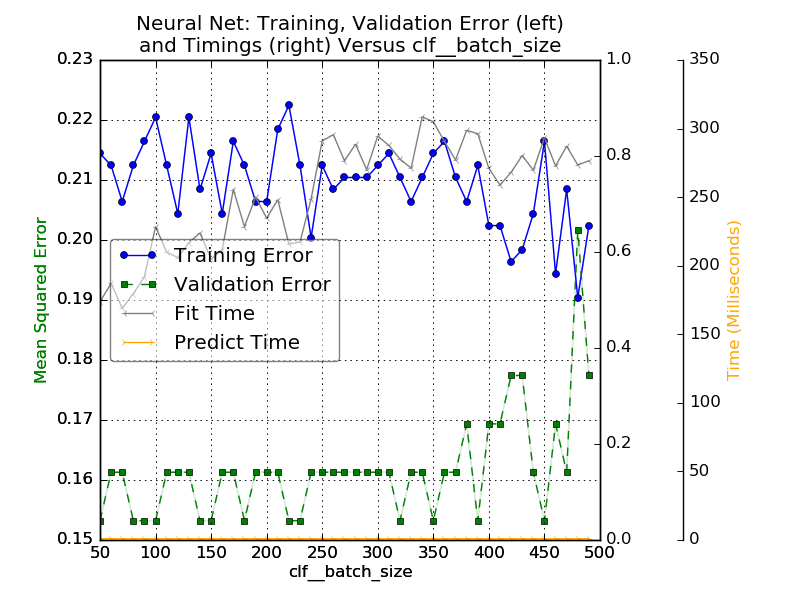 Neural Net: Training, Validation Error (left)
and Timings (right) Versus clf__batch_size
Mean Squared Error
0.23
0.22
0.21
0.20
0.19
0.18
0.17
0.16
0.15
Training Error
Validation Error
Fit Time
Predict Time
1.0
0.8
0.6
0.4
0.2
0.0
350
300
250
200
150
100
50
0
Time (Milliseconds)
50 100 150 200 250 300 350 400 450 500
clf__batch_size